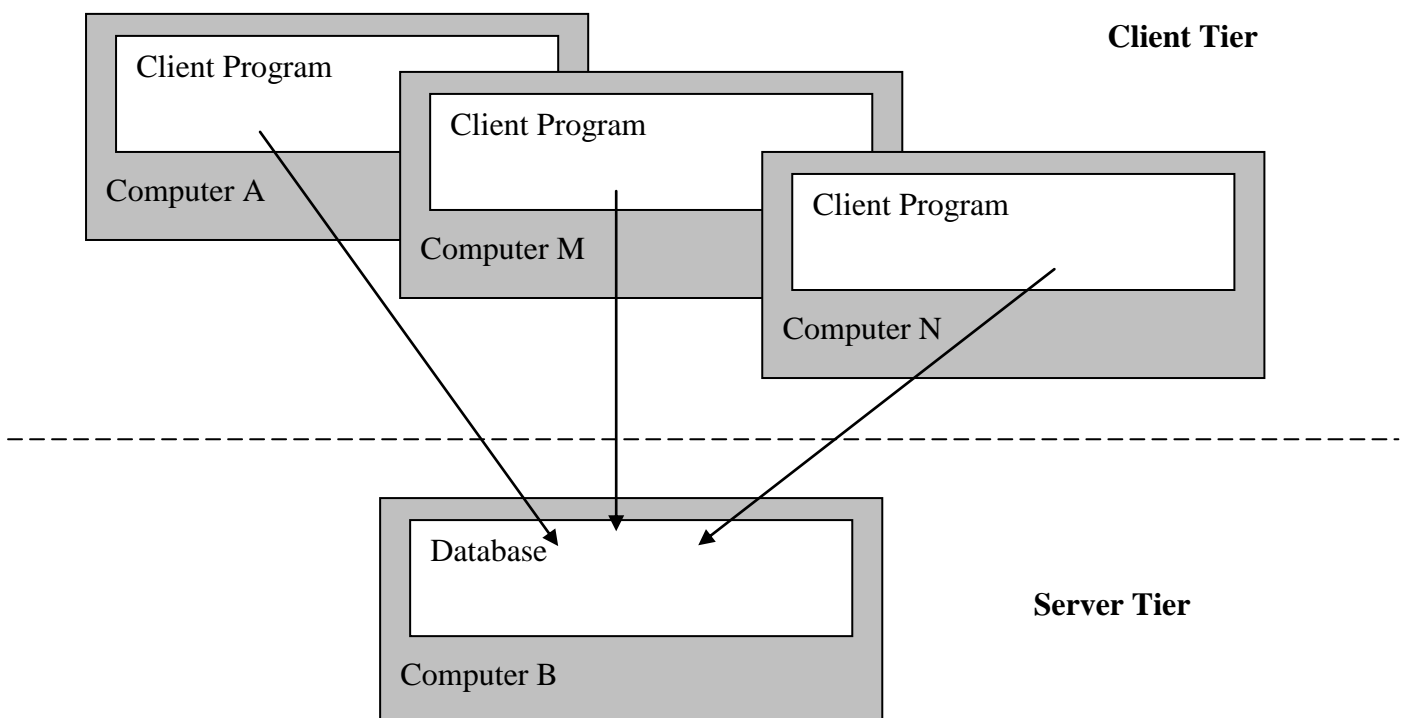 Client Tier
Client Program
Client Program
Computer A
Client Program
Computer M
Computer N
Database
Server Tier
Computer B